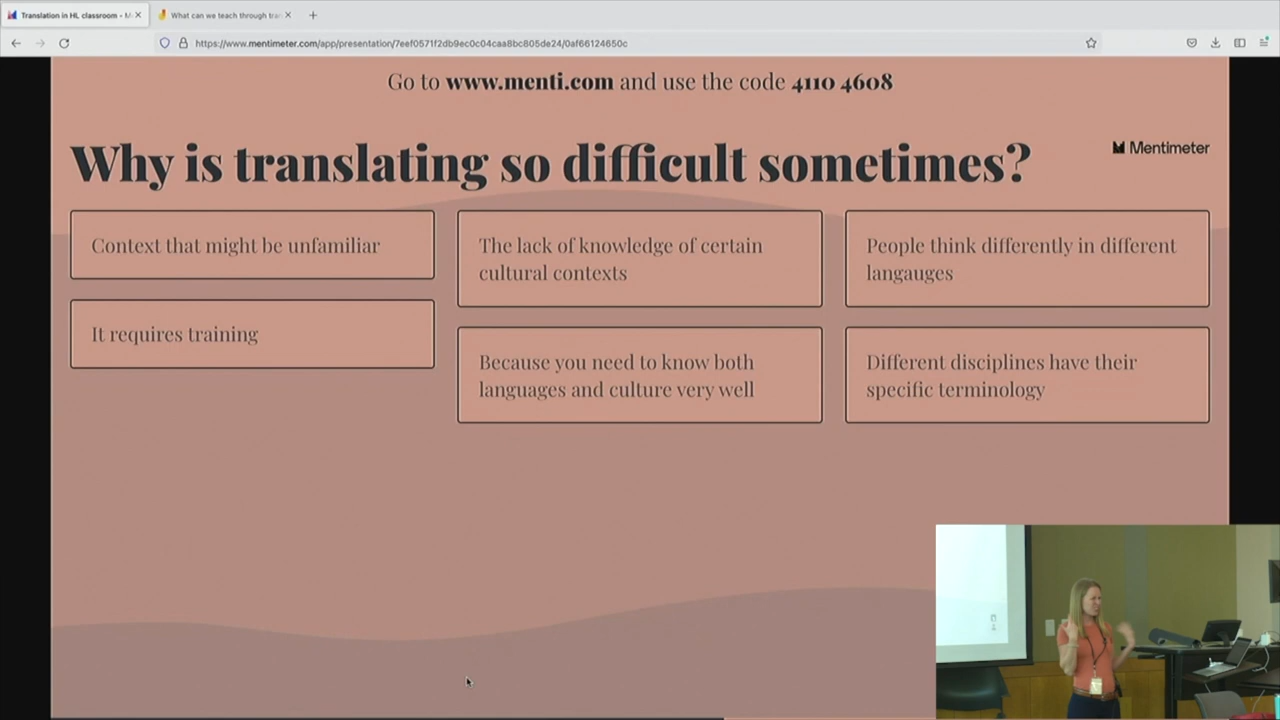 Translation in HL classroom - M
What can we teach through tran
https://www.mentimeter.com/app/presentation/7eef0571f2db9ec0c04caa8bc805de24/0af66124650c
Go to www.menti.com and use the code 4110 4608
Why is translating so difficult sometimes?
Mentimeter
Context that might be unfamiliar
It requires training
The lack of knowledge of certain
cultural contexts
Because you need to know both
languages and culture very well
People think differently in different
langauges
Different disciplines have their
specific terminology